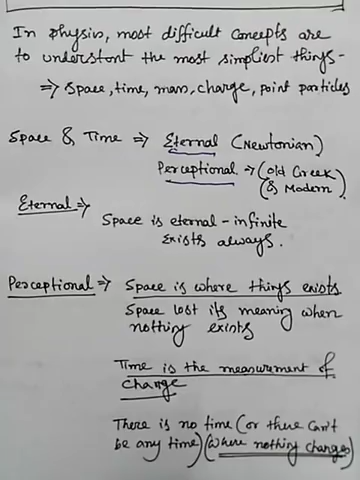 In physics, most difficult concepts are
to understant the most simplest things-
⇒ space, time, mass, charge, point particles
Space & Time ⇒ Eternal (Newtonian)
Perceptional → (Old Greek
& Modern)
Eternal ⇒
Space is eternal - infinite
exists always.
Perceptional ⇒ Space is where things exists
Space lost its meaning when
nothing exists
Time is the measurement of
change
There is no time (or there can't
be any time) (where nothing changes)